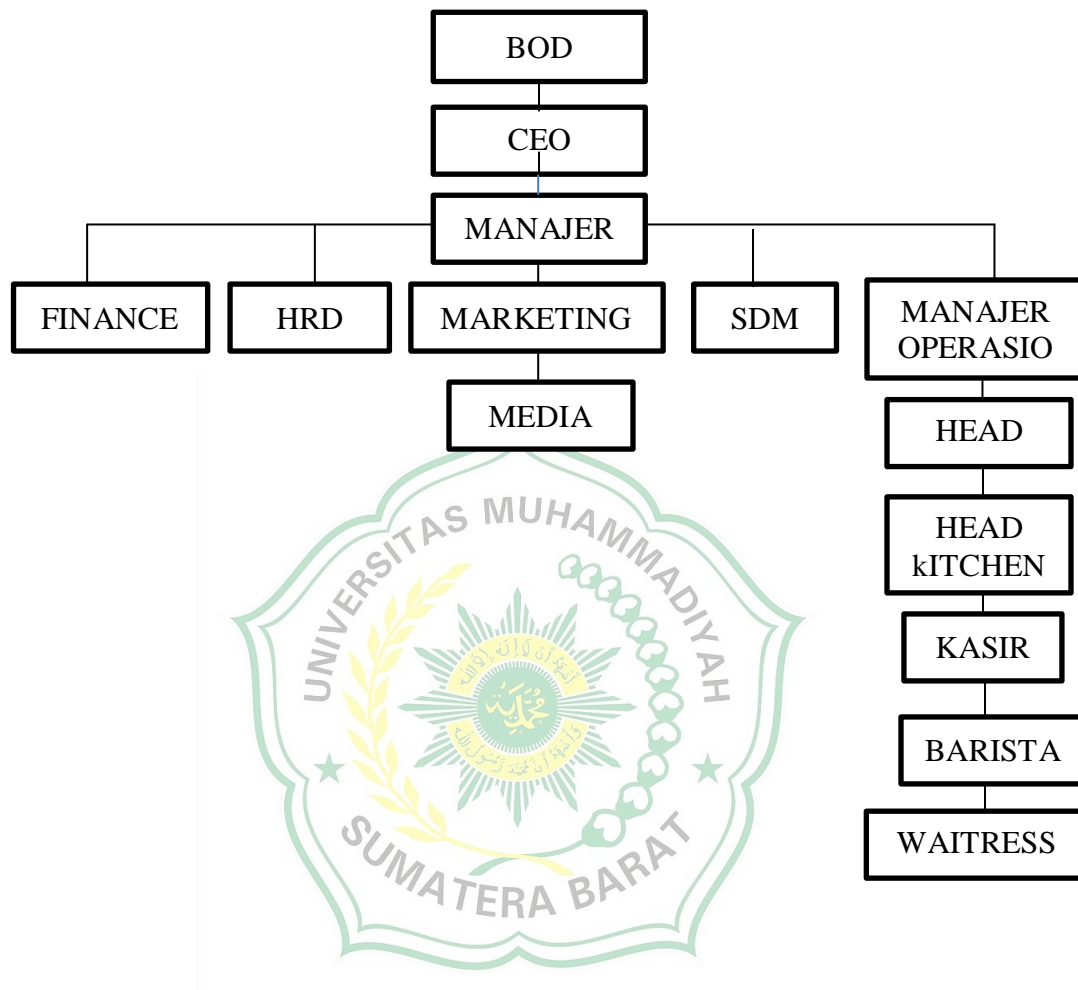 BOD
CEO
MANAJER
FINANCE
HRD
MARKETING
SDM
MANAJER
OPERASIO
MEDIA
HEAD
HEAD
kITCHEN
KASIR
BARISTA
WAITRESS
UNIVERSITAS MUHAMMADIYAH
SUMATERA BARAT